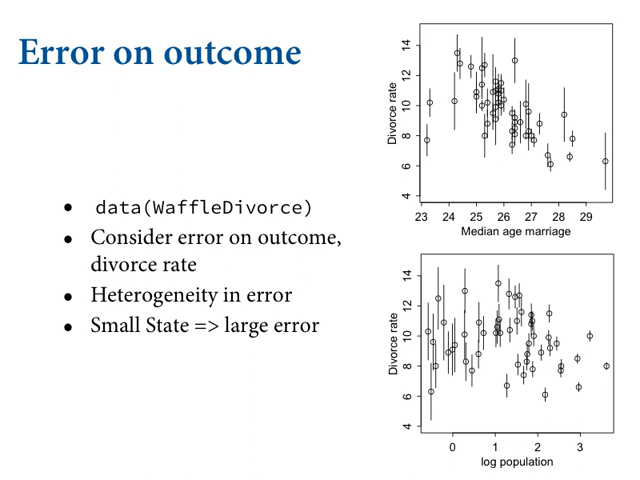 Error on outcome
• data(WaffleDivorce)
• Consider error on outcome,
divorce rate
• Heterogeneity in error
• Small State => large error
Divorce rate
14
12
10
8
6
4
23 24 25 26 27 28 29
Median age marriage
Divorce rate
14
12
10
8
6
4
0 1 2 3
log population